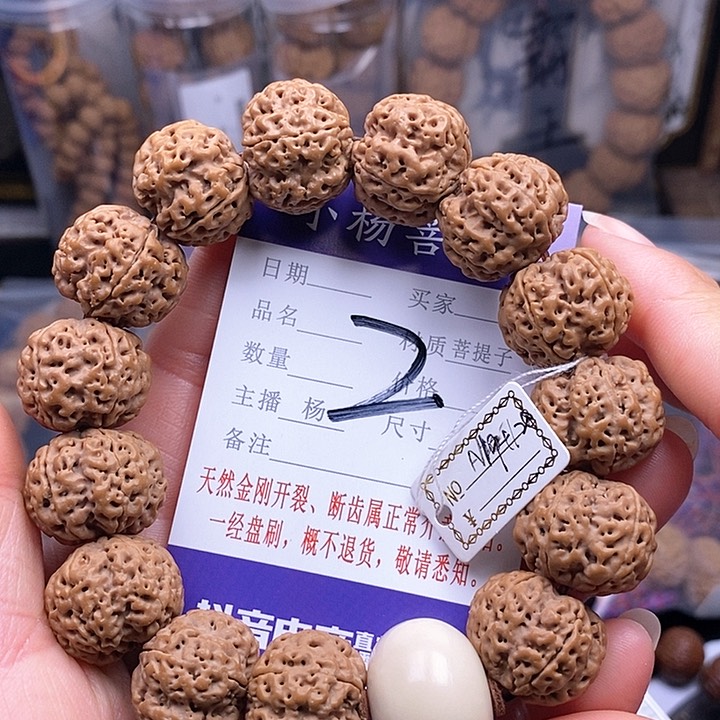 小杨菩
日期 买家
品名 材质 菩提子
数量 价格
主播 杨 尺寸
备注
2
天然金刚开裂、断齿属正常
一经盘刷，概不退货，敬请悉知。
NO
¥